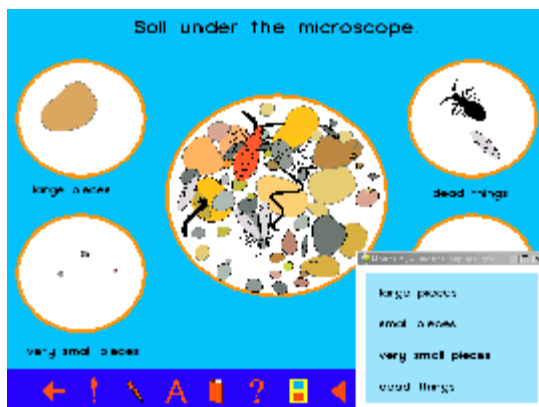 Soil under the microscope.
large pieces
dead things
very small pieces
large pieces
small pieces
very small pieces
dead things
A
?